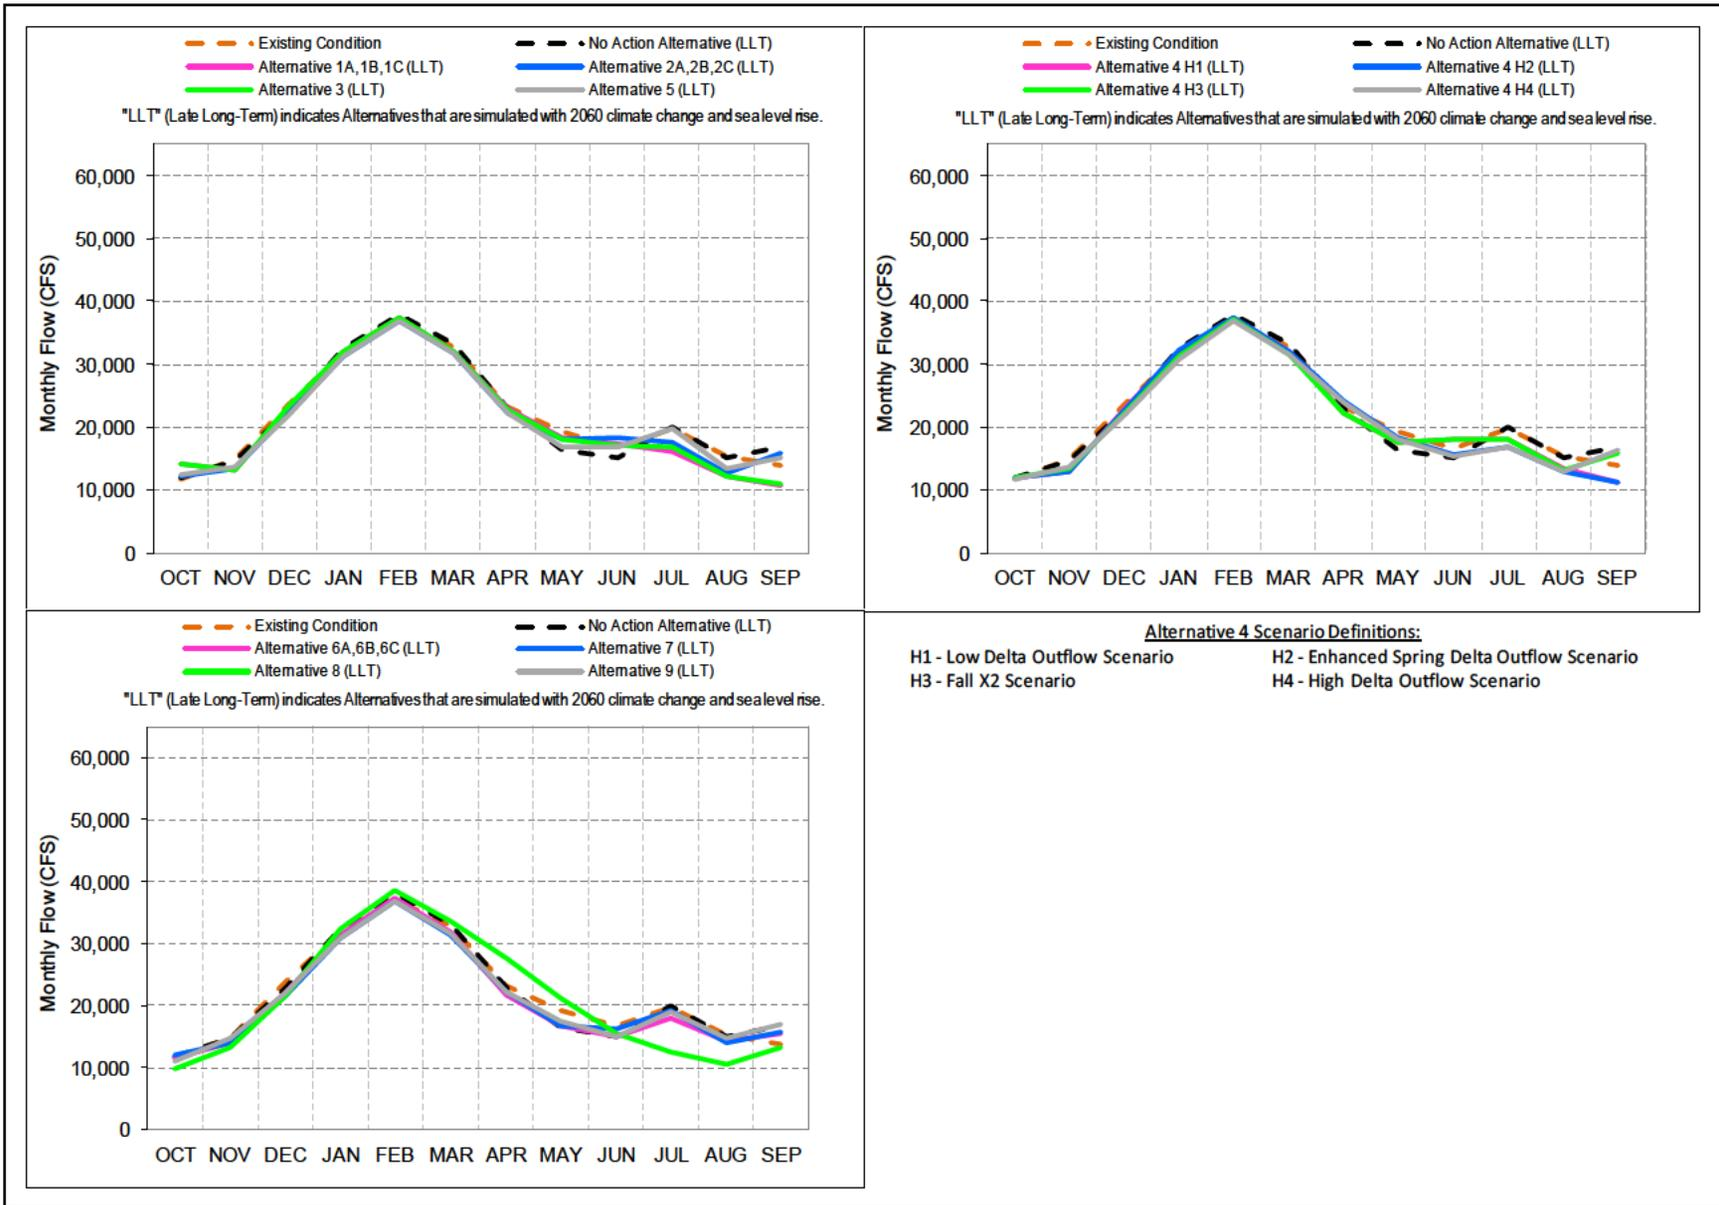 Existing Condition No Action Alternative (LLT)
Alternative 1A,1B,1C (LLT) Alternative 2A,2B,2C (LLT)
Alternative 3 (LLT) Alternative 5 (LLT)
"LLT" (Late Long-Term) indicates Alternatives that are simulated with 2060 climate change and sea level rise.
Monthly Flow (CFS)
60,000
50,000
40,000
30,000
20,000
10,000
0
OCT NOV DEC JAN FEB MAR APR MAY JUN JUL AUG SEP
Existing Condition No Action Alternative (LLT)
Alternative 4 H1 (LLT) Alternative 4 H2 (LLT)
Alternative 4 H3 (LLT) Alternative 4 H4 (LLT)
"LLT" (Late Long-Term) indicates Alternatives that are simulated with 2060 climate change and sea level rise.
Monthly Flow (CFS)
60,000
50,000
40,000
30,000
20,000
10,000
0
OCT NOV DEC JAN FEB MAR APR MAY JUN JUL AUG SEP
Existing Condition No Action Alternative (LLT)
Alternative 6A,6B,6C (LLT) Alternative 7 (LLT)
Alternative 8 (LLT) Alternative 9 (LLT)
"LLT" (Late Long-Term) indicates Alternatives that are simulated with 2060 climate change and sea level rise.
Monthly Flow (CFS)
60,000
50,000
40,000
30,000
20,000
10,000
0
OCT NOV DEC JAN FEB MAR APR MAY JUN JUL AUG SEP
Alternative 4 Scenario Definitions:
H1 - Low Delta Outflow Scenario H2 - Enhanced Spring Delta Outflow Scenario
H3 - Fall X2 Scenario H4 - High Delta Outflow Scenario